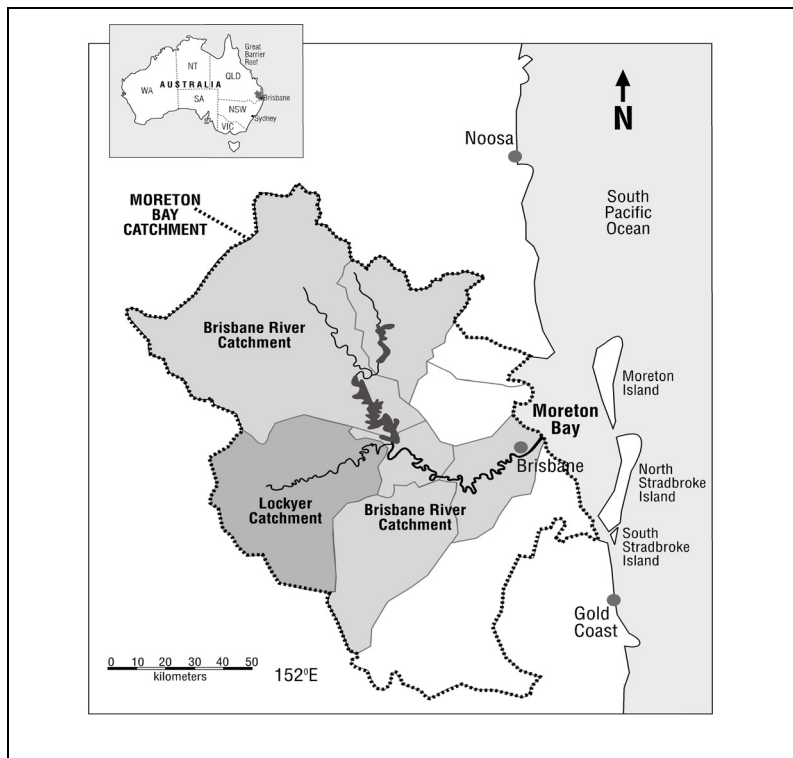 Great
Barrier
Reef
NT
QLD
WA
AUSTRALIA
SA
Brisbane
NSW
Sydney
VIC
N
Noosa
South
Pacific
Ocean
MORETON
BAY
CATCHMENT
Brisbane River
Catchment
Moreton
Island
Moreton
Bay
Brisbane
North
Stradbroke
Island
Lockyer
Catchment
Brisbane River
Catchment
South
Stradbroke
Island
Gold
Coast
0 10 20 30 40 50
kilometers
152⁰E